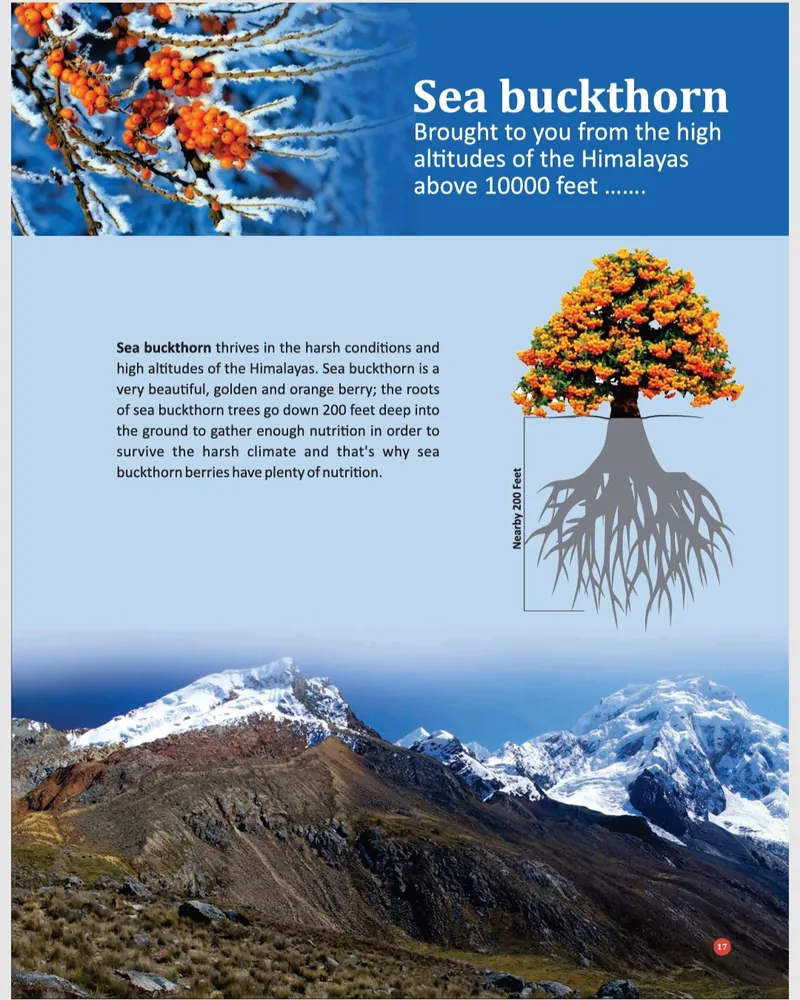 Sea buckthorn
Brought to you from the high
altitudes of the Himalayas
above 10000 feet .......
Sea buckthorn thrives in the harsh conditions and
high altitudes of the Himalayas. Sea buckthorn is a
very beautiful, golden and orange berry; the roots
of sea buckthorn trees go down 200 feet deep into
the ground to gather enough nutrition in order to
survive the harsh climate and that's why sea
buckthorn berries have plenty of nutrition.
Nearby 200 Feet
17